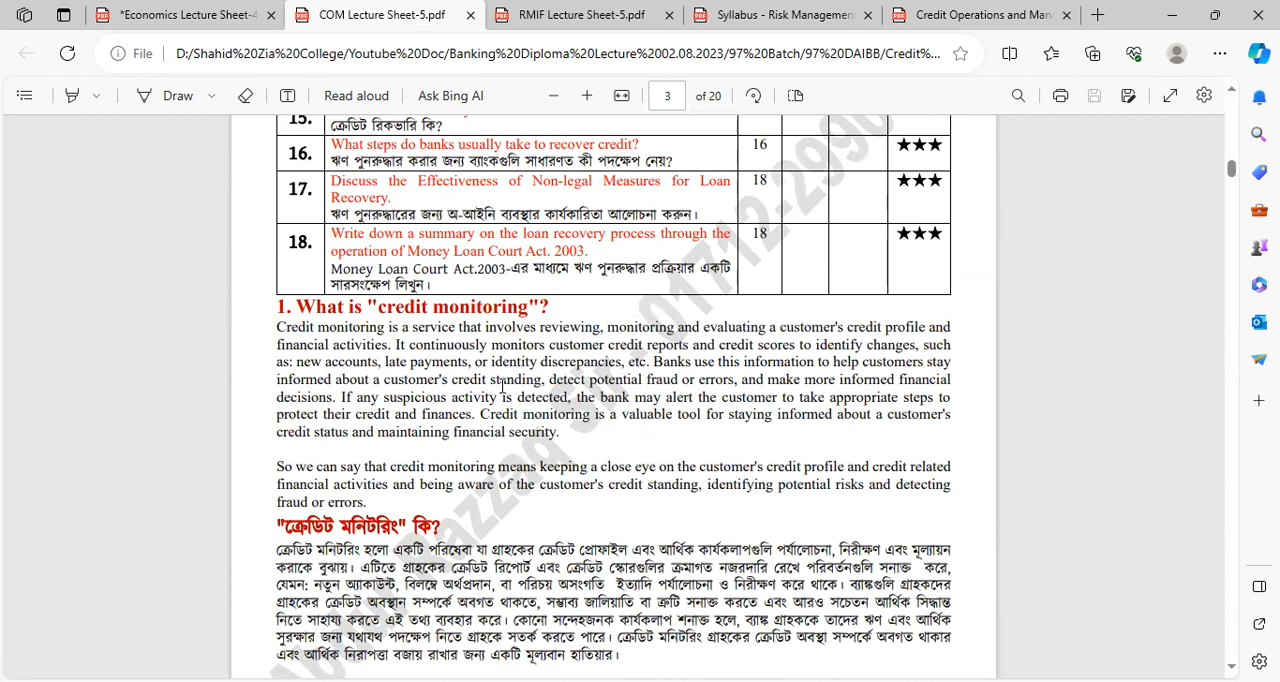 *Economics Lecture Sheet-4
COM Lecture Sheet-5.pdf
RMIF Lecture Sheet-5.pdf
Syllabus - Risk Managemen
Credit Operations and Man
File
D:/Shahid%20Zia%20College/Youtube%20Doc/Banking%20Diploma%20Lecture%2002.08.2023/97%20Batch/97%20DAIBB/Credit%...
Draw
Read aloud
Ask Bing AI
3 of 20
15.
ক্রেডিট রিকভারি কি?
16. What steps do banks usually take to recover credit? 16 ★★★
ঋণ পুনরুদ্ধার করার জন্য ব্যাংকগুলি সাধারণত কী পদক্ষেপ নেয়?
17. Discuss the Effectiveness of Non-legal Measures for Loan 18 ★★★
Recovery.
ঋণ পুনরুদ্ধারের জন্য অ-আইনি ব্যবস্থার কার্যকারিতা আলোচনা করুন।
18. Write down a summary on the loan recovery process through the 18 ★★★
operation of Money Loan Court Act. 2003.
Money Loan Court Act.2003-এর মাধ্যমে ঋণ পুনরুদ্ধার প্রক্রিয়ার একটি
সারসংক্ষেপ লিখুন।
1. What is "credit monitoring"?
Credit monitoring is a service that involves reviewing, monitoring and evaluating a customer's credit profile and
financial activities. It continuously monitors customer credit reports and credit scores to identify changes, such
as: new accounts, late payments, or identity discrepancies, etc. Banks use this information to help customers stay
informed about a customer's credit standing, detect potential fraud or errors, and make more informed financial
decisions. If any suspicious activity is detected, the bank may alert the customer to take appropriate steps to
protect their credit and finances. Credit monitoring is a valuable tool for staying informed about a customer's
credit status and maintaining financial security.
So we can say that credit monitoring means keeping a close eye on the customer's credit profile and credit related
financial activities and being aware of the customer's credit standing, identifying potential risks and detecting
fraud or errors.
"ক্রেডিট মনিটরিং" কি?
ক্রেডিট মনিটরিং হলো একটি পরিষেবা যা গ্রাহকের ক্রেডিট প্রোফাইল এবং আর্থিক কার্যকলাপগুলি পর্যালোচনা, নিরীক্ষণ এবং মূল্যায়ন
করাকে বুঝায়। এটিতে গ্রাহকের ক্রেডিট রিপোর্ট এবং ক্রেডিট স্কোরগুলির ক্রমাগত নজরদারি রেখে পরিবর্তনগুলি সনাক্ত করে,
যেমন: নতুন অ্যাকাউন্ট, বিলম্বে অর্থপ্রদান, বা পরিচয় অসংগতি ইত্যাদি পর্যালোচনা ও নিরীক্ষণ করে থাকে। ব্যাংকগুলি গ্রাহকদের
গ্রাহকের ক্রেডিট অবস্থান সম্পর্কে অবগত থাকতে, সম্ভাব্য জালিয়াতি বা ত্রুটি সনাক্ত করতে এবং আরও সচেতন আর্থিক সিদ্ধান্ত
নিতে সাহায্য করতে এই তথ্য ব্যবহার করে। কোনো সন্দেহজনক কার্যকলাপ শনাক্ত হলে, ব্যাঙ্ক গ্রাহককে তাদের ঋণ এবং আর্থিক
সুরক্ষার জন্য যথাযথ পদক্ষেপ নিতে গ্রাহকে সতর্ক করতে পারে। ক্রেডিট মনিটরিং গ্রাহকের ক্রেডিট অবস্থা সম্পর্কে অবগত থাকার
এবং আর্থিক নিরাপত্তা বজায় রাখার জন্য একটি মূল্যবান হাতিয়ার।
Abdur Razzaq Sir - 01712-2990